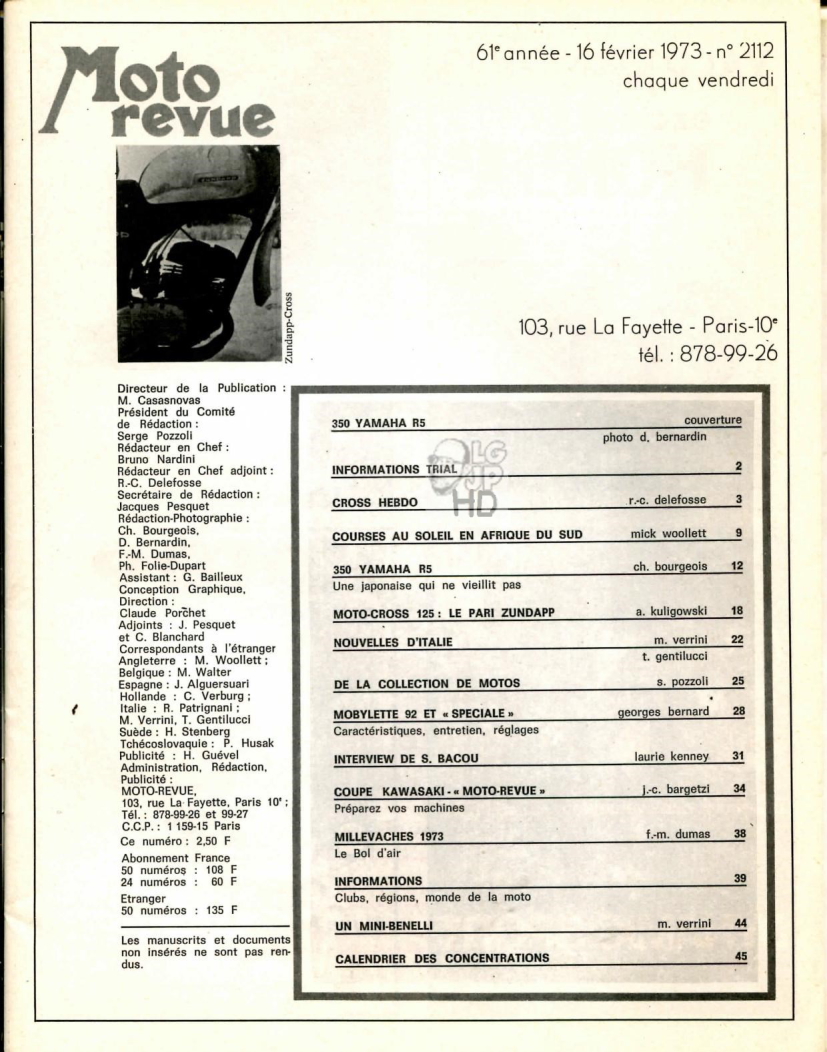 Moto
revue
61e année - 16 février 1973 - n° 2112
chaque vendredi
Zundapp-Cross
103, rue La Fayette - Paris-10e
tél. : 878-99-26
Directeur de la Publication :
M. Casasnovas
Président du Comité
de Rédaction :
Serge Pozzoli
Rédacteur en Chef :
Bruno Nardini
Rédacteur en Chef adjoint :
R.-C. Delefosse
Secrétaire de Rédaction :
Jacques Pesquet
Rédaction-Photographie :
Ch. Bourgeois,
D. Bernardin,
F.-M. Dumas,
Ph. Folie-Dupart
Assistant : G. Bailleux
Conception Graphique,
Direction :
Claude Porchet
Adjoints : J. Pesquet
et C. Blanchard
Correspondants à l'étranger
Angleterre : M. Woollett ;
Belgique : M. Walter
Espagne : J. Alguersuari
Hollande : C. Verburg ;
Italie : R. Patrignani ;
M. Verrini, T. Gentilucci
Suède : H. Stenberg
Tchécoslovaquie : P. Husak
Publicité : H. Guével
Administration, Rédaction,
Publicité :
MOTO-REVUE,
103, rue La Fayette, Paris 10e ;
Tél. : 878-99-26 et 99-27
C.C.P. : 1 159-15 Paris
Ce numéro : 2,50 F
Abonnement France
50 numéros : 108 F
24 numéros : 60 F
Etranger
50 numéros : 135 F
Les manuscrits et documents
non insérés ne sont pas ren-
dus.
350 YAMAHA R5 couverture
photo d. bernardin
INFORMATIONS TRIAL 2
CROSS HEBDO r.-c. delefosse 3
COURSES AU SOLEIL EN AFRIQUE DU SUD mick woollett 9
350 YAMAHA R5 ch. bourgeois 12
Une japonaise qui ne vieillit pas
MOTO-CROSS 125 : LE PARI ZUNDAPP a. kuligowski 18
NOUVELLES D'ITALIE m. verrini 22
t. gentilucci
DE LA COLLECTION DE MOTOS s. pozzoli 25
MOBYLETTE 92 ET « SPECIALE » georges bernard 28
Caractéristiques, entretien, réglages
INTERVIEW DE S. BACOU laurie kenney 31
COUPE KAWASAKI - « MOTO-REVUE » j.-c. bargetzi 34
Préparez vos machines
MILLEVACHES 1973 f.-m. dumas 38
Le Bol d'air
INFORMATIONS 39
Clubs, régions, monde de la moto
UN MINI-BENELLI m. verrini 44
CALENDRIER DES CONCENTRATIONS 45
LG
JP
HD